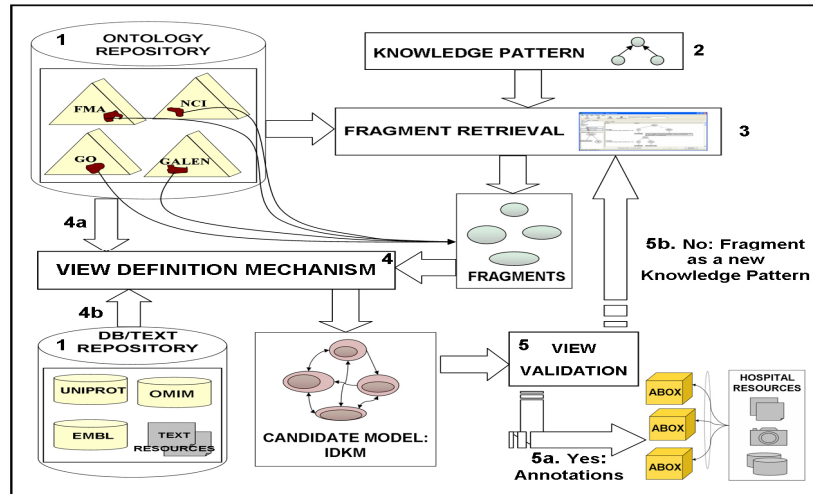 1 ONTOLOGY
REPOSITORY
FMA
NCI
GO
GALEN
KNOWLEDGE PATTERN
2
FRAGMENT RETRIEVAL
3
4a
FRAGMENTS
VIEW DEFINITION MECHANISM
4
5b. No: Fragment
as a new
Knowledge Pattern
4b
1 DB/TEXT
REPOSITORY
UNIPROT
OMIM
EMBL
TEXT
RESOURCES
CANDIDATE MODEL:
IDKM
5 VIEW
VALIDATION
5a. Yes:
Annotations
ABOX
ABOX
ABOX
HOSPITAL
RESOURCES